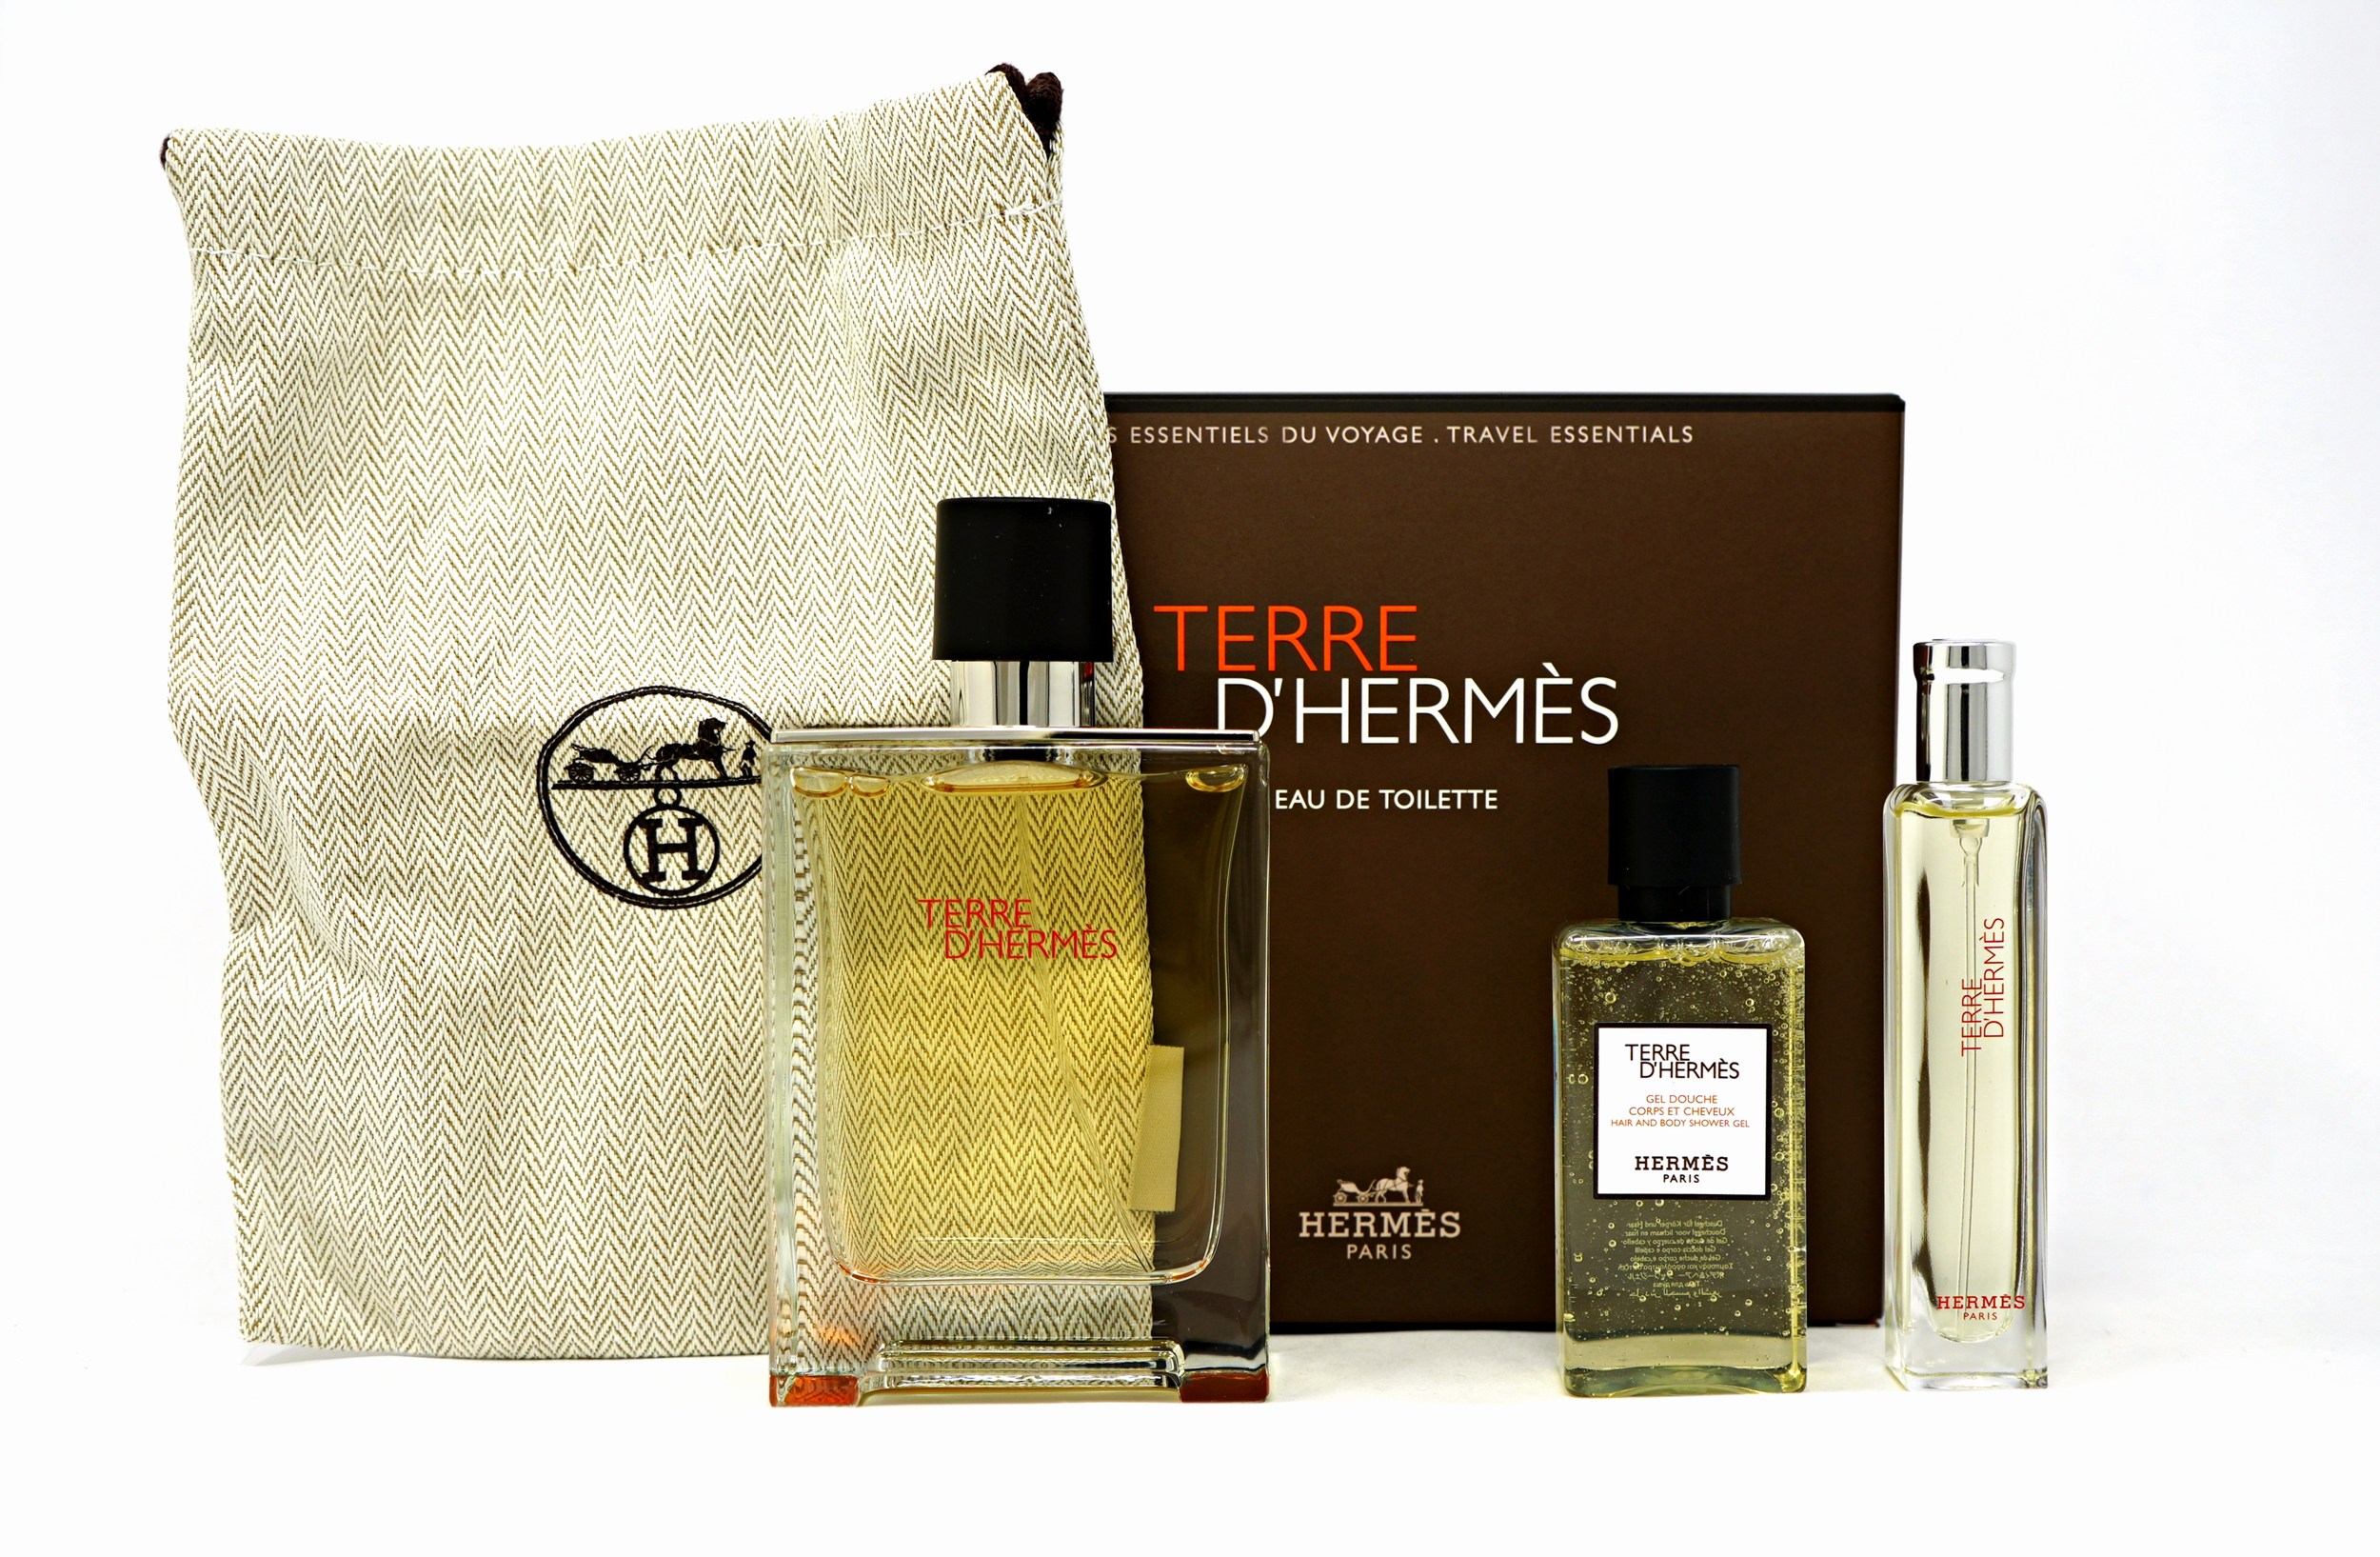 S ESSENTIELS DU VOYAGE . TRAVEL ESSENTIALS
TERRE
D'HERMÈS
EAU DE TOILETTE
HERMÈS
PARIS
H
TERRE
D'HERMÈS
TERRE
D'HERMÈS
GEL DOUCHE
CORPS ET CHEVEUX
HAIR AND BODY SHOWER GEL
HERMÈS
PARIS
TERRE
D'HERMÈS
HERMÈS
PARIS